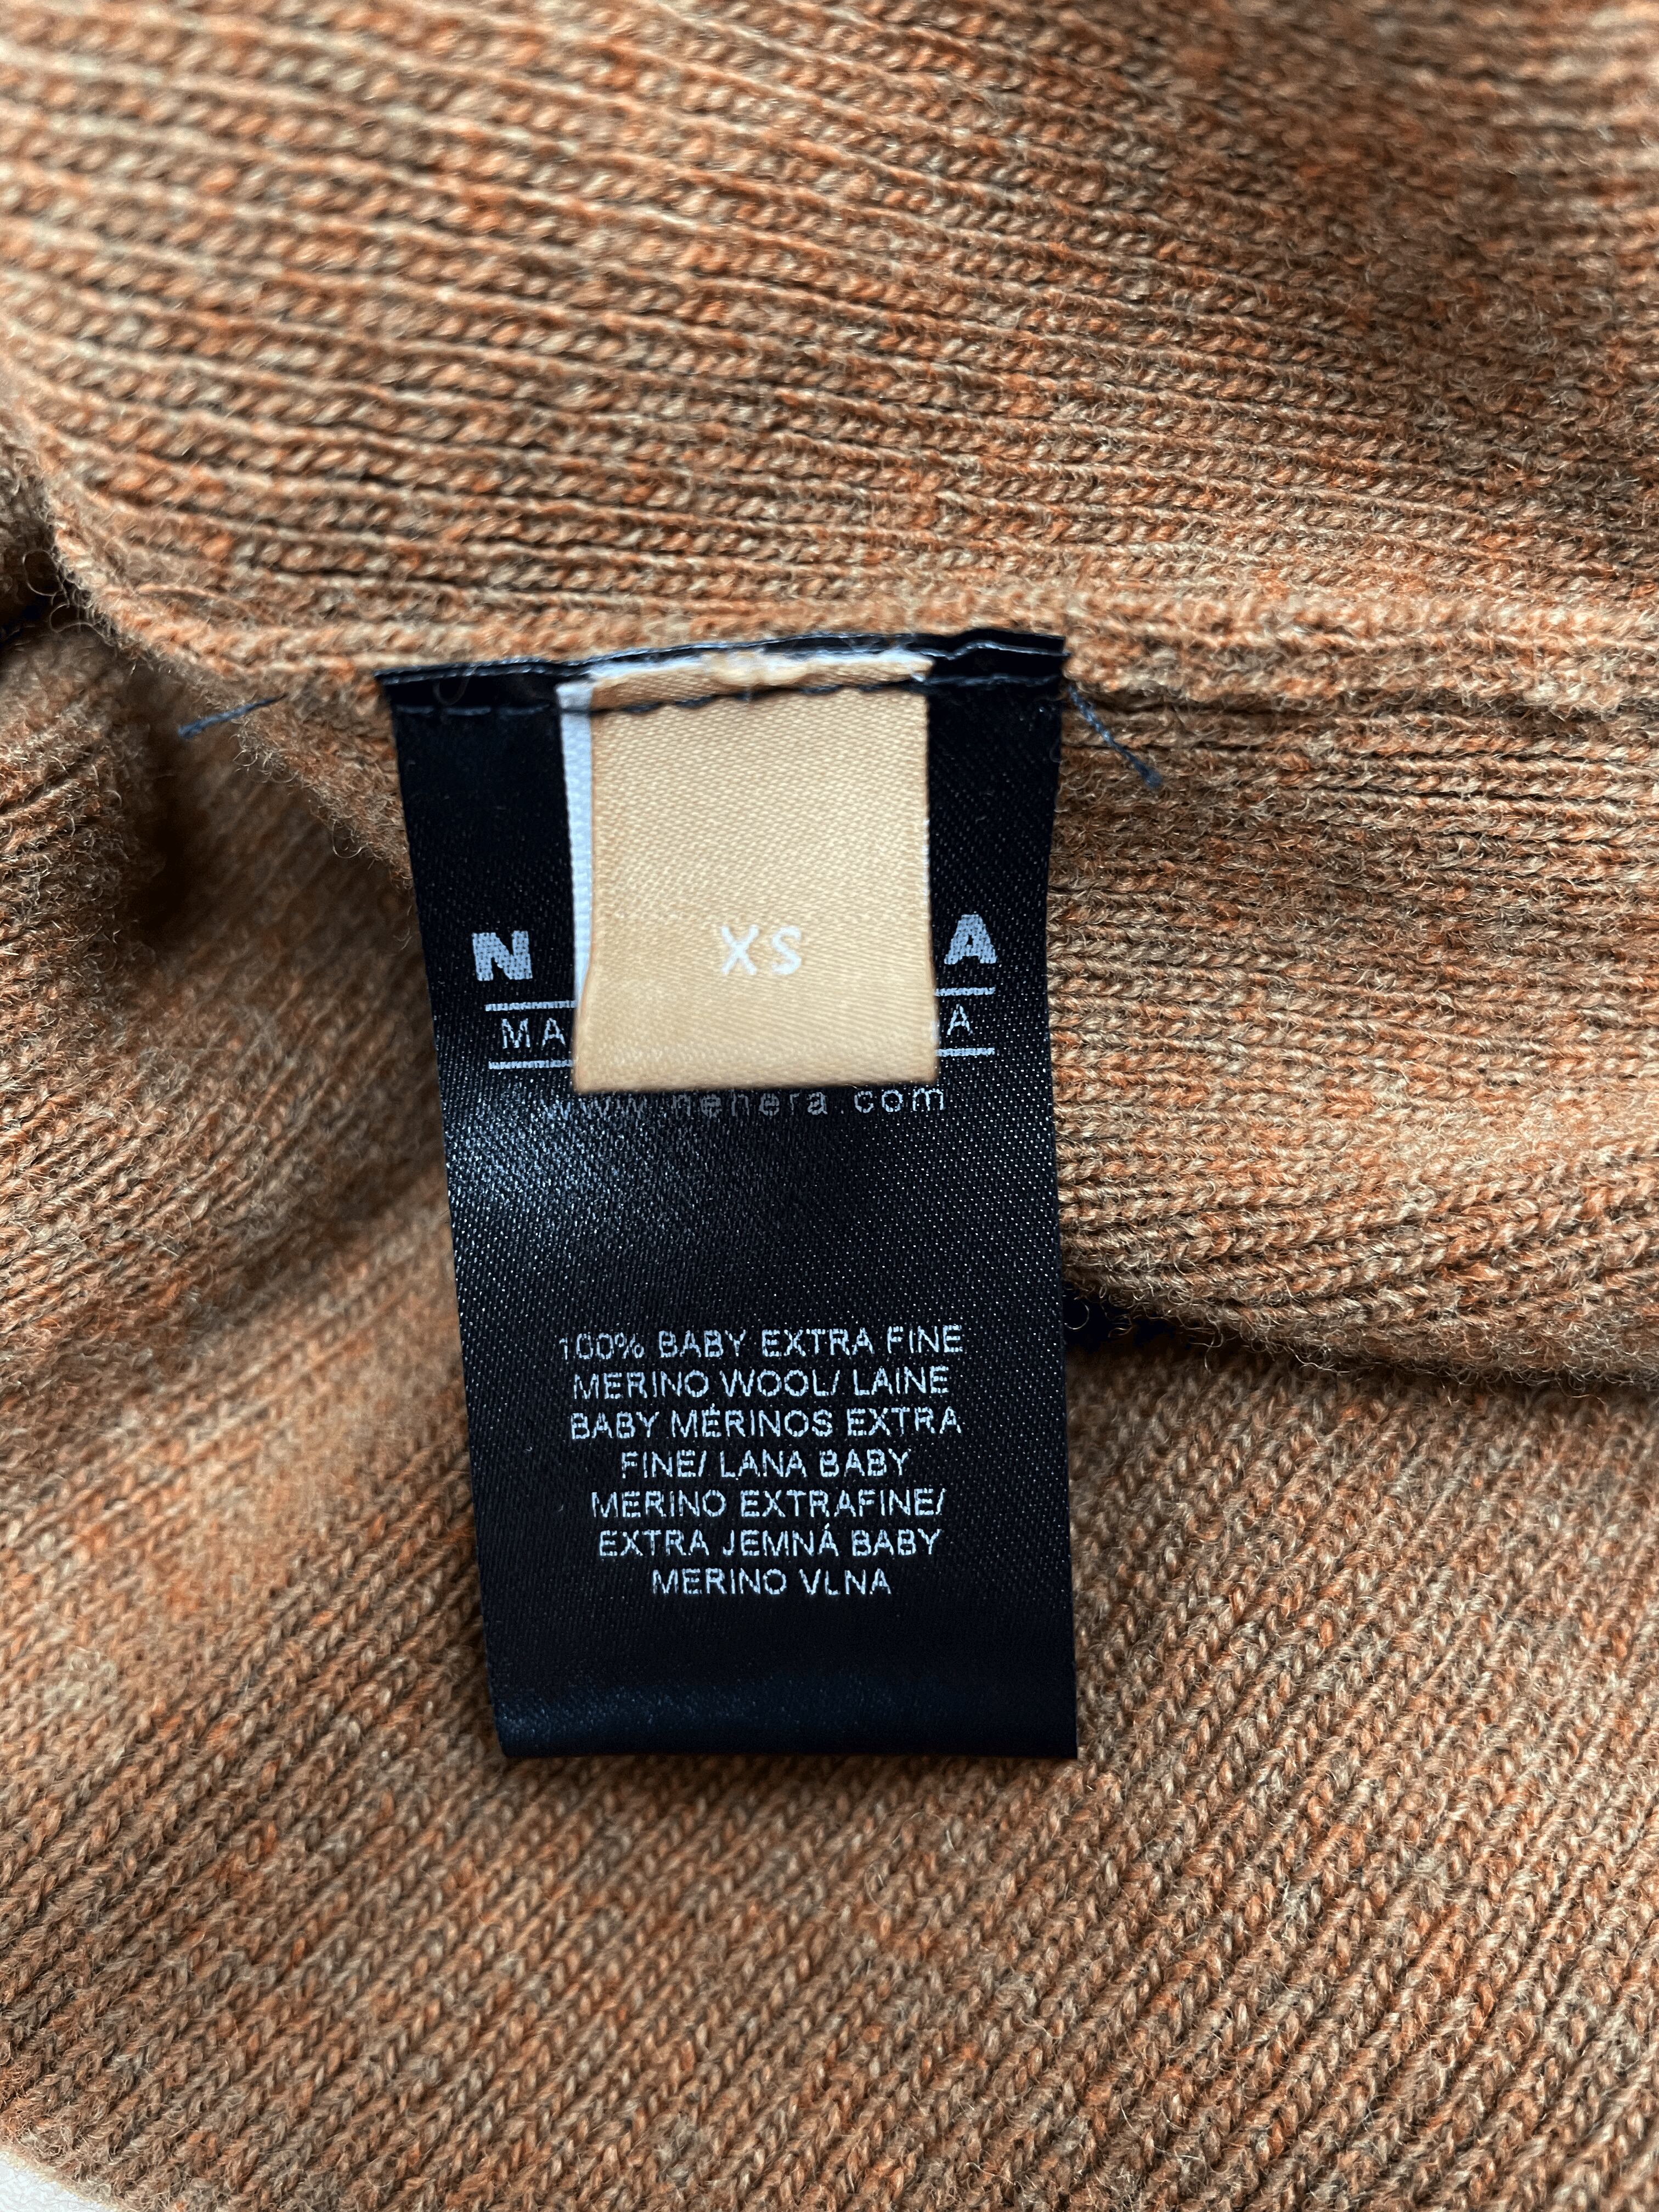 N A
XS
MA A
www.nehera.com
100% BABY EXTRA FINE
MERINO WOOL/ LAINE
BABY MÉRINOS EXTRA
FINE/ LANA BABY
MERINO EXTRAFINE/
EXTRA JEMNÁ BABY
MERINO VLNA